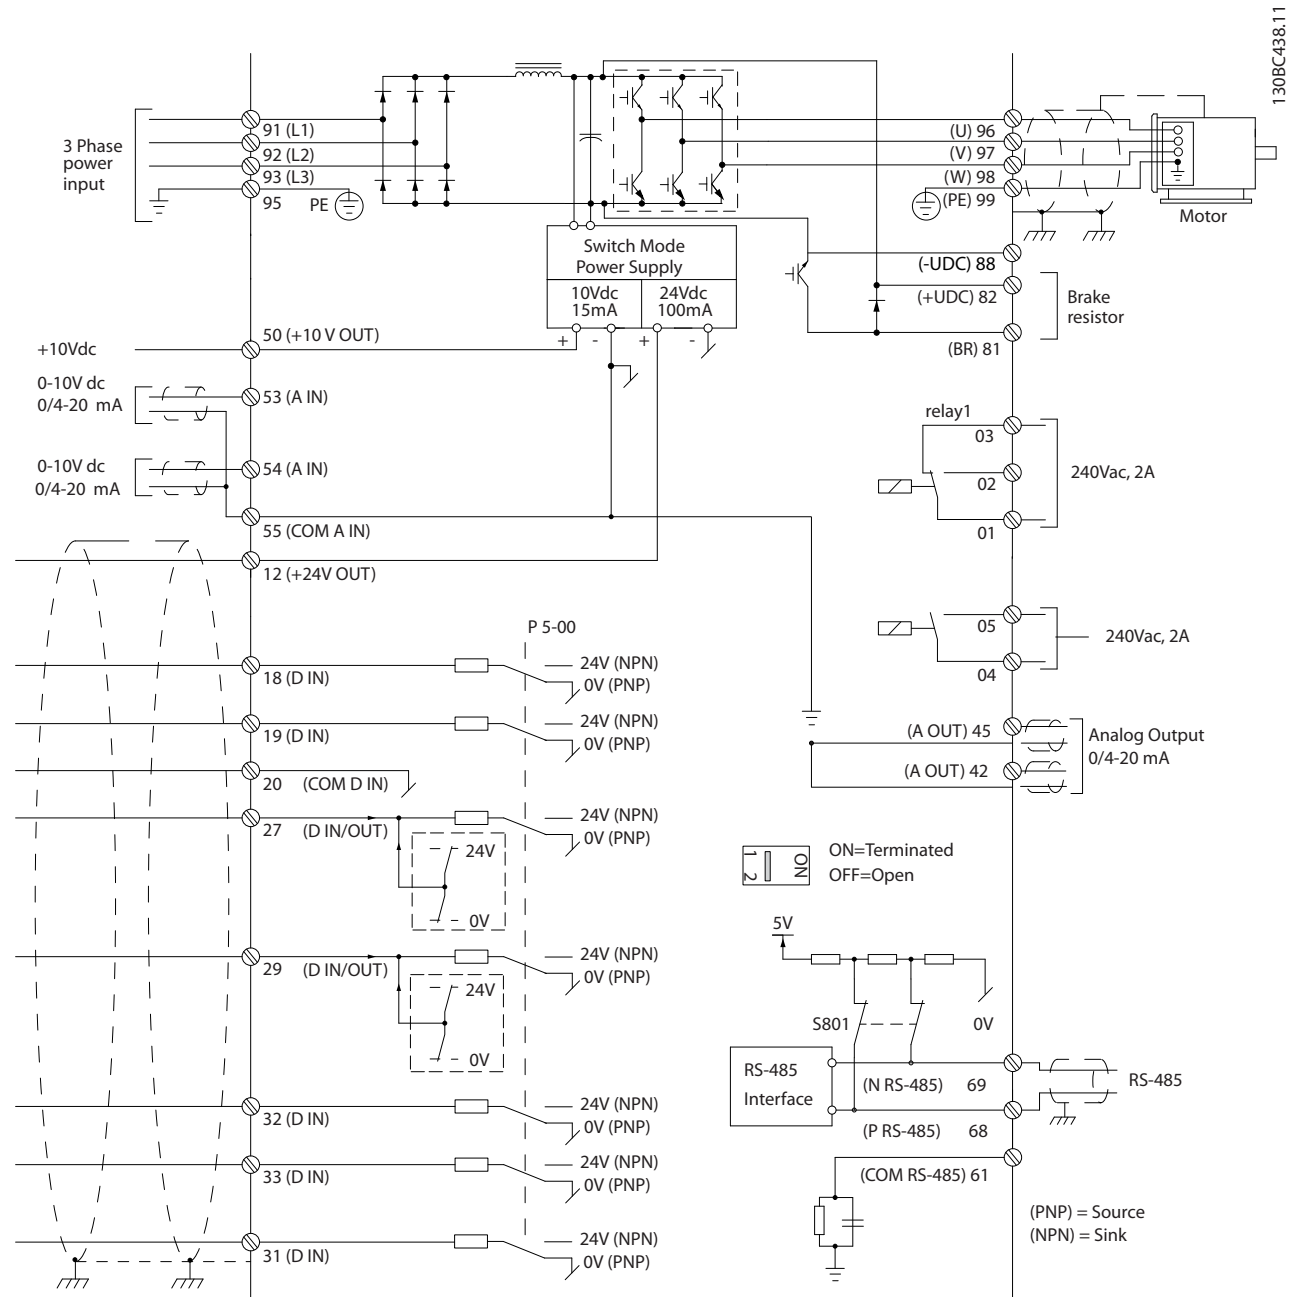 130BC438.11
3 Phase
power
input
91 (L1)
92 (L2)
93 (L3)
95
PE
(U) 96
(V) 97
(W) 98
(PE) 99
Motor
Switch Mode
Power Supply
10Vdc
15mA
24Vdc
100mA
+ - + -
(-UDC) 88
(+UDC) 82
(BR) 81
Brake
resistor
+10Vdc
50 (+10 V OUT)
0-10V dc
0/4-20 mA
53 (A IN)
0-10V dc
0/4-20 mA
54 (A IN)
55 (COM A IN)
12 (+24V OUT)
relay1
03
02
01
240Vac, 2A
05
04
240Vac, 2A
P 5-00
18 (D IN)
24V (NPN)
0V (PNP)
19 (D IN)
24V (NPN)
0V (PNP)
20 (COM D IN)
27 (D IN/OUT)
24V (NPN)
0V (PNP)
24V
0V
29 (D IN/OUT)
24V (NPN)
0V (PNP)
24V
0V
32 (D IN)
24V (NPN)
0V (PNP)
33 (D IN)
24V (NPN)
0V (PNP)
31 (D IN)
24V (NPN)
0V (PNP)
(A OUT) 45
(A OUT) 42
Analog Output
0/4-20 mA
ON
1 2
ON=Terminated
OFF=Open
5V
S801
0V
RS-485
Interface
(N RS-485) 69
(P RS-485) 68
RS-485
(COM RS-485) 61
(PNP) = Source
(NPN) = Sink